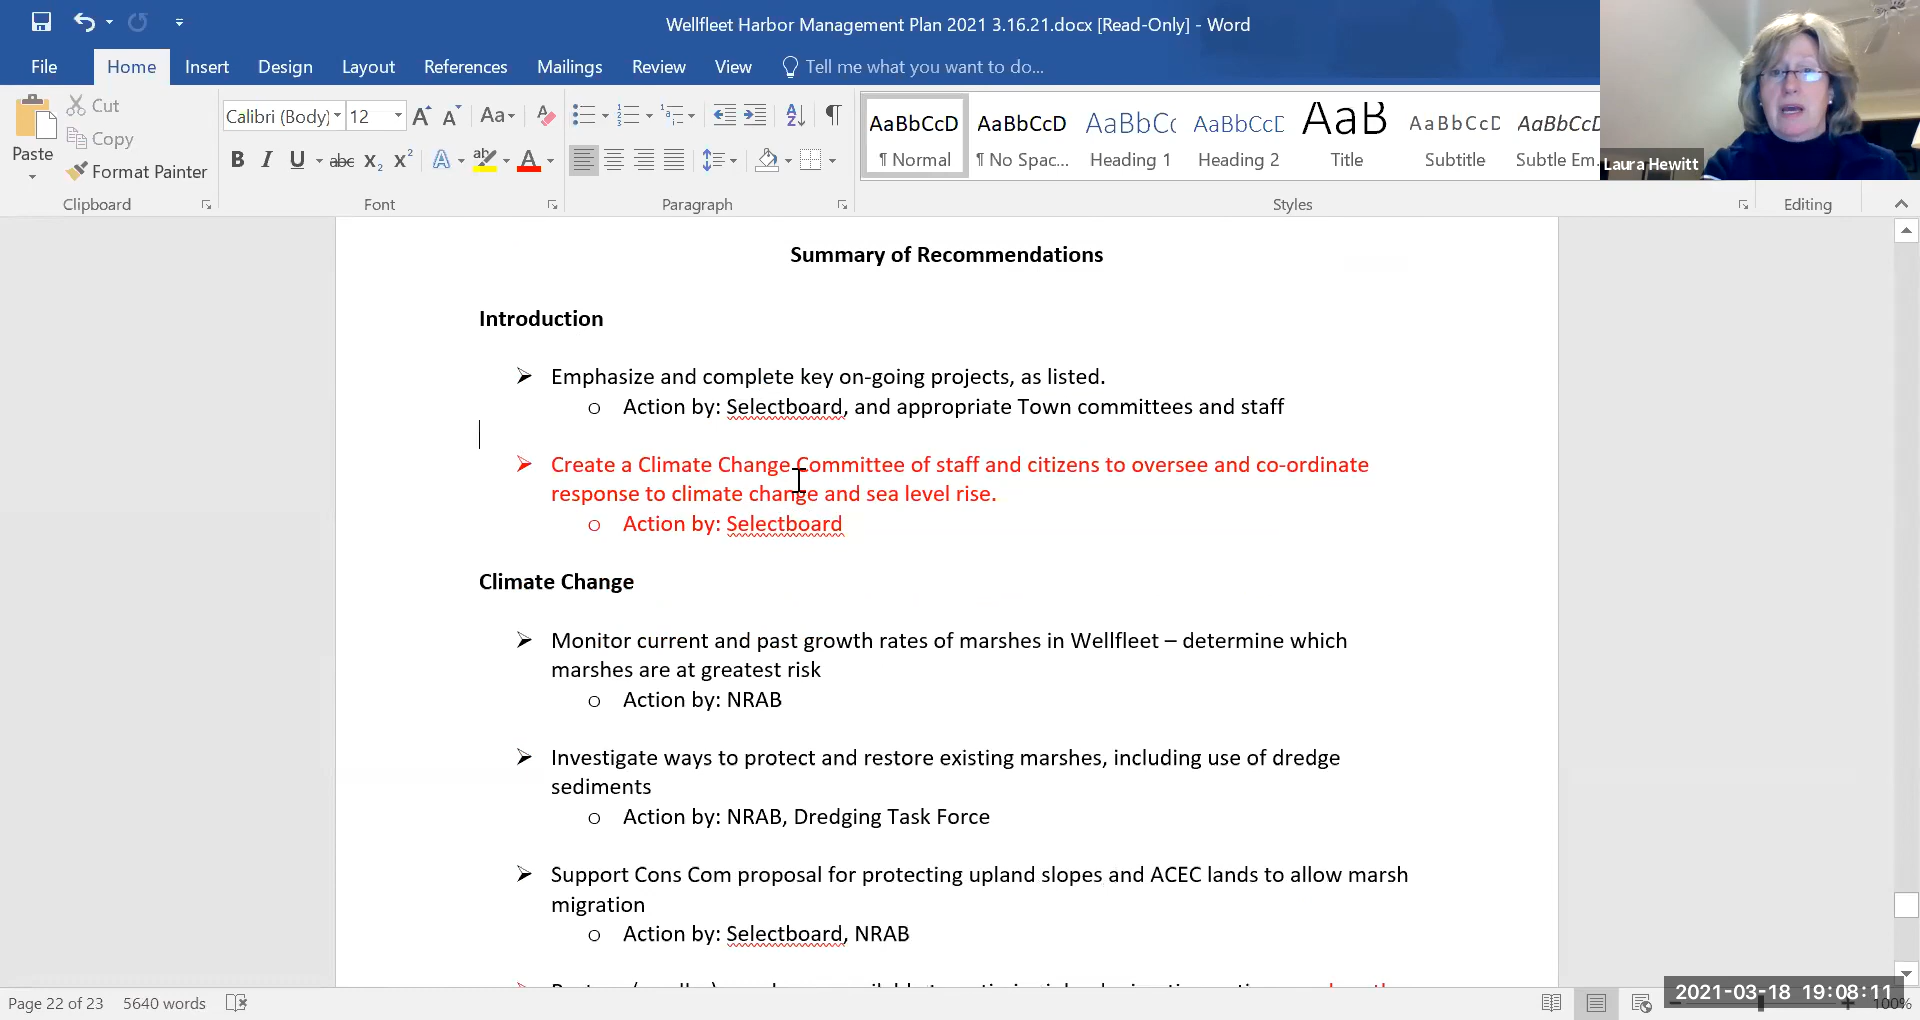 Wellfleet Harbor Management Plan 2021 3.16.21.docx [Read-Only] - Word
File Home Insert Design Layout References Mailings Review View Tell me what you want to do...
Paste
Cut
Copy
Format Painter
Clipboard
Calibri (Body) 12
Aa
B I U abc X₂ X²
Font
Paragraph
AaBbCcD AaBbCcD AaBbC AaBbCcD AaB AaBbCcD AaBbCcD
¶ Normal ¶ No Spac... Heading 1 Heading 2 Title Subtitle Subtle Em...
Styles
Editing
Laura Hewitt
Summary of Recommendations
Introduction
➢ Emphasize and complete key on-going projects, as listed.
o Action by: Selectboard, and appropriate Town committees and staff
➢ Create a Climate Change Committee of staff and citizens to oversee and co-ordinate
response to climate change and sea level rise.
o Action by: Selectboard
Climate Change
➢ Monitor current and past growth rates of marshes in Wellfleet – determine which
marshes are at greatest risk
o Action by: NRAB
➢ Investigate ways to protect and restore existing marshes, including use of dredge
sediments
o Action by: NRAB, Dredging Task Force
➢ Support Cons Com proposal for protecting upland slopes and ACEC lands to allow marsh
migration
o Action by: Selectboard, NRAB
Page 22 of 23 5640 words
2021-03-18 19:08:11
100%